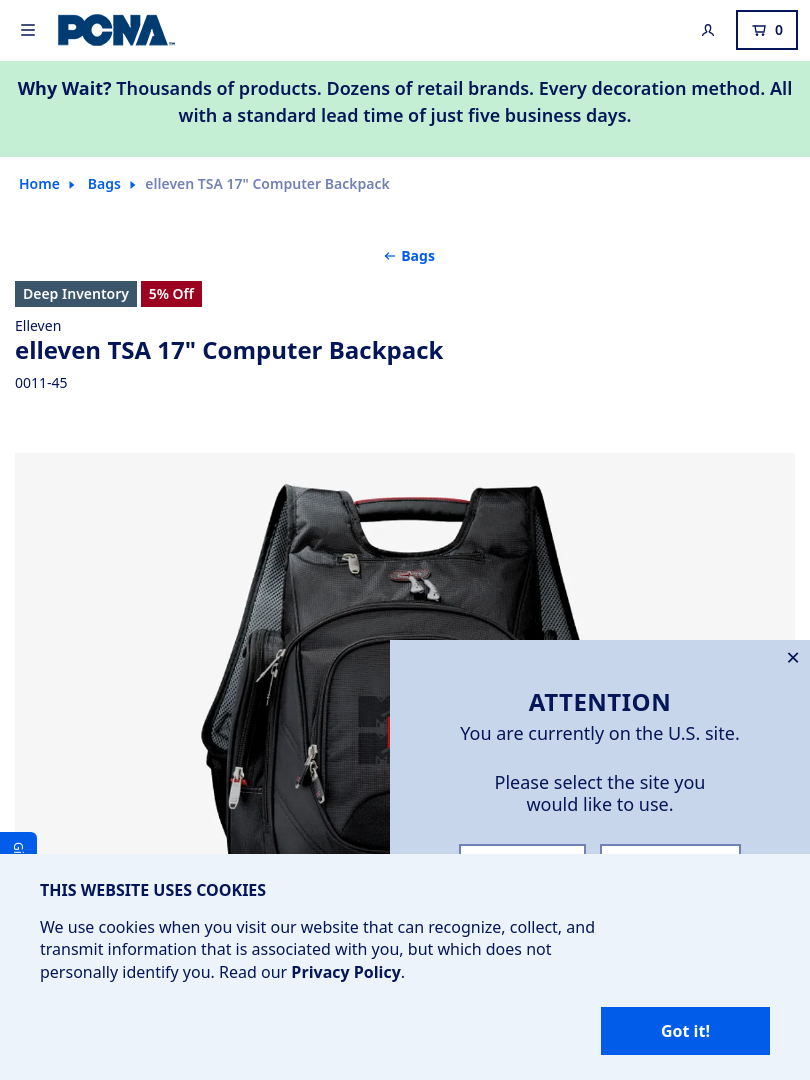 PCNA
0
Why Wait? Thousands of products. Dozens of retail brands. Every decoration method. All
with a standard lead time of just five business days.
Home Bags elleven TSA 17" Computer Backpack
Bags
Deep Inventory 5% Off
Elleven
elleven TSA 17" Computer Backpack
0011-45
ATTENTION
You are currently on the U.S. site.
Please select the site you
would like to use.
THIS WEBSITE USES COOKIES
We use cookies when you visit our website that can recognize, collect, and
transmit information that is associated with you, but which does not
personally identify you. Read our Privacy Policy.
Got it!